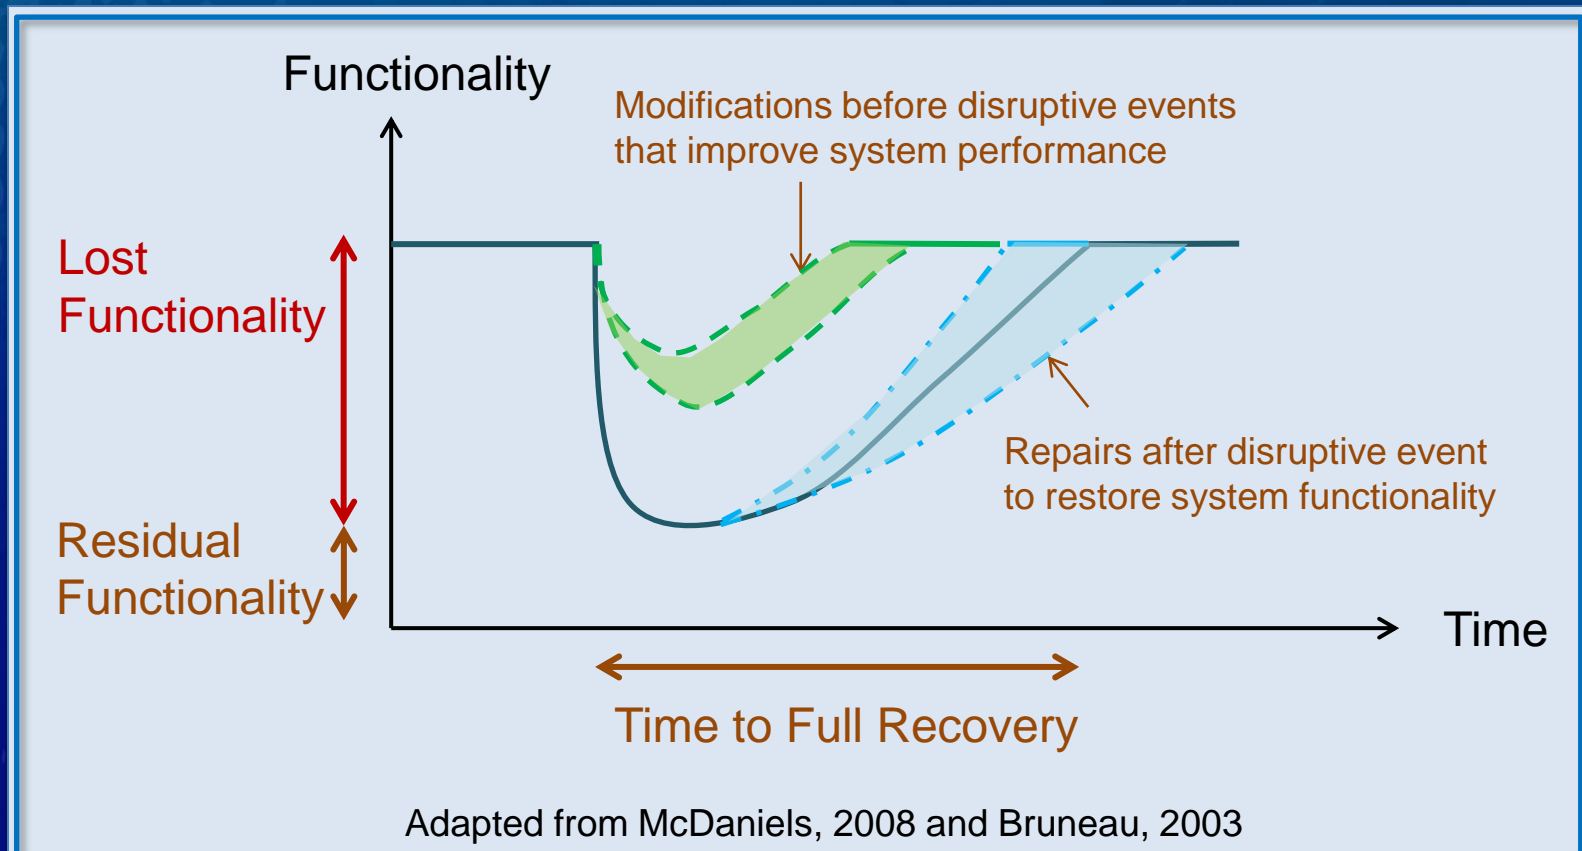 Functionality
Modifications before disruptive events
that improve system performance
Lost
Functionality
Repairs after disruptive event
to restore system functionality
Residual
Functionality
Time
Time to Full Recovery
Adapted from McDaniels, 2008 and Bruneau, 2003